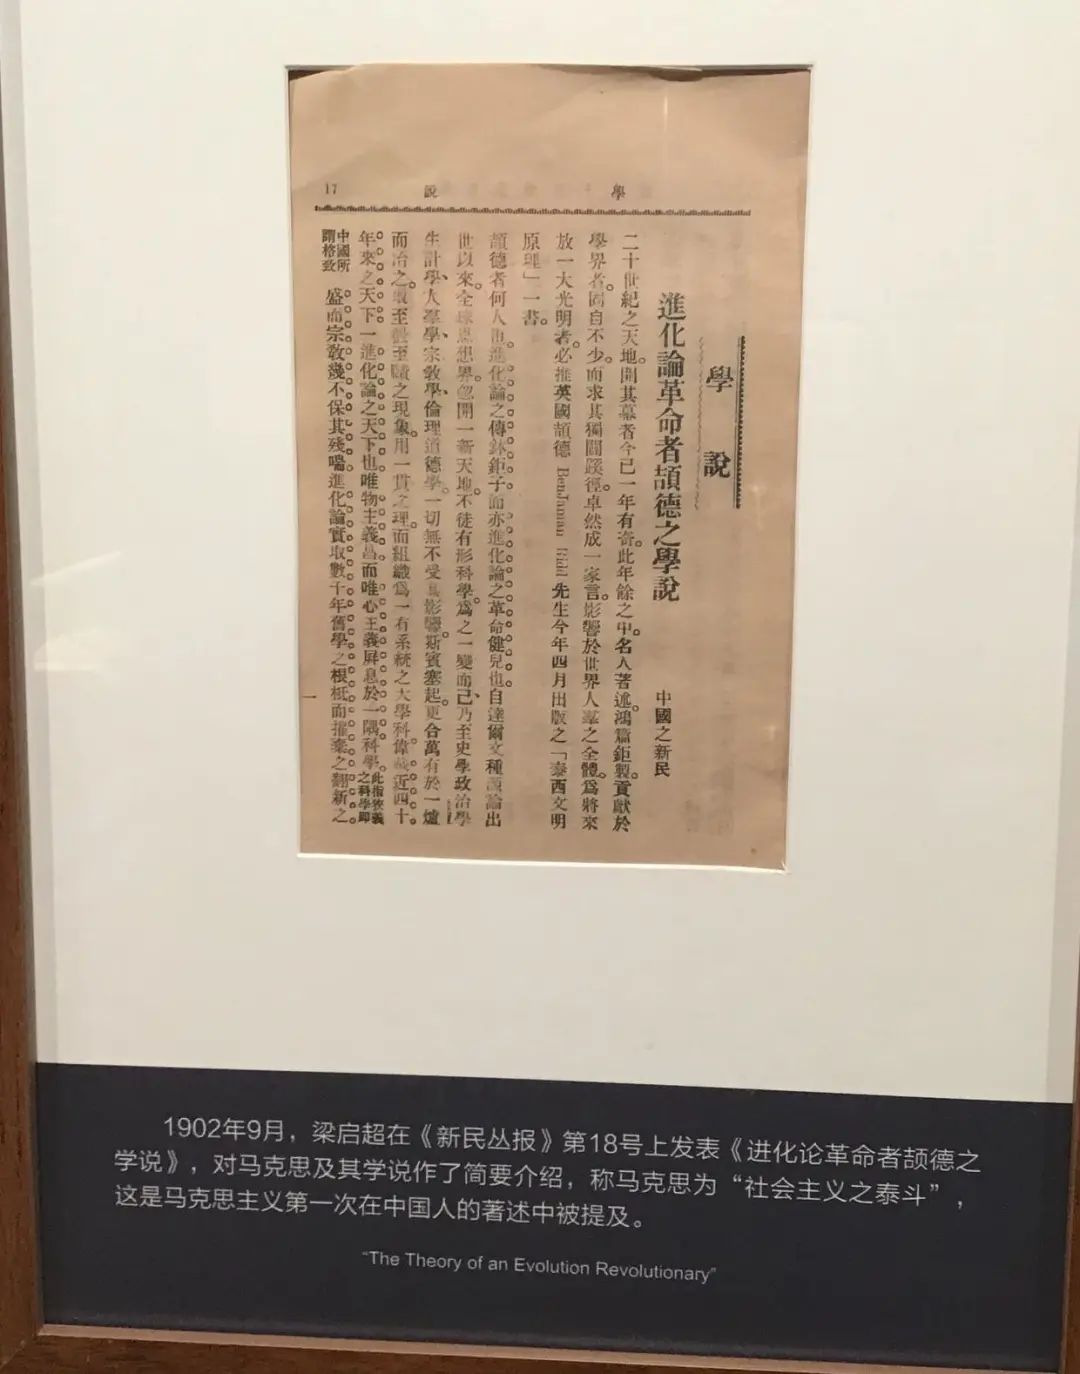 學 說 17
學說
進化論革命者頡德之學說 中國之新民
二十世紀之天地。開其幕者今已一年有奇。此年餘之中。名人著述。鴻篇鉅製。貢獻於
學界者。固自不少。而求其獨闢蹊徑。卓然成一家言。影響於世界人羣之全體。爲將來
放一大光明者。必推英國頡德 BenJamian 先生今年四月出版之「泰西文明
原理」一書。
頡德者何人也。進化論之傳鉢鉅子。而亦進化論之革命健兒也。自達爾文種源論出
世以來。全球思想界。忽開一新天地。不徒有形科學。爲之一變而已、乃至史學政治學
生計學、人羣學、宗教學、倫理道德學、一切無不受其影響。斯賓塞起。更合萬有於一爐
而冶之。取至殽至賾之現象。用一貫之理。而組織爲一有系統之大學科。偉哉近四十
年來之天下一進化論之天下也唯物主義昌而唯心主義屏息於一隅科學。此指狹義之科學即
中國所謂格致 盛而宗教幾不保其殘喘進化論實取數千年舊學之根柢而摧棄之翻新之
一
1902年9月，梁启超在《新民丛报》第18号上发表《进化论革命者颉德之
学说》，对马克思及其学说作了简要介绍，称马克思为“社会主义之泰斗”，
这是马克思主义第一次在中国人的著述中被提及。
“The Theory of an Evolution Revolutionary”